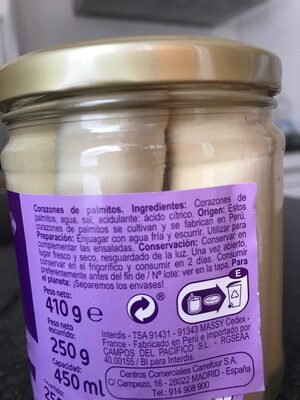 Corazones de palmitos. Ingredientes: Corazones de
palmitos, agua, sal, acidulante: ácido cítrico. Origen: Estos
corazones de palmitos se cultivan y se fabrican en Perú.
Preparación: Enjuagar con agua fría y escurrir. Utilizar para
complementar las ensaladas. Conservación: Conservar en
lugar fresco y seco, resguardado de la luz. Una vez abierto,
conservar en el frigorífico y consumir en 2 días. Consumir
preferentemente antes del fin de / Nº lote: ver en la tapa. Para
el planeta: ¡Separemos los envases!
Peso neto:
410 g e
Peso neto
escurrido:
250 g
Capacidad:
450 ml
E
Interdis - TSA 91431 - 91343 MASSY Cedex -
France - Fabricado en Perú e importado por
CAMPOS DEL PACIFICO S.L. - RGSEAA
40.00155 / BI para Interdis.
Centros Comerciales Carrefour S.A.
C/ Campezo, 16 - 28022 MADRID - España
Tel.: 914 908 900